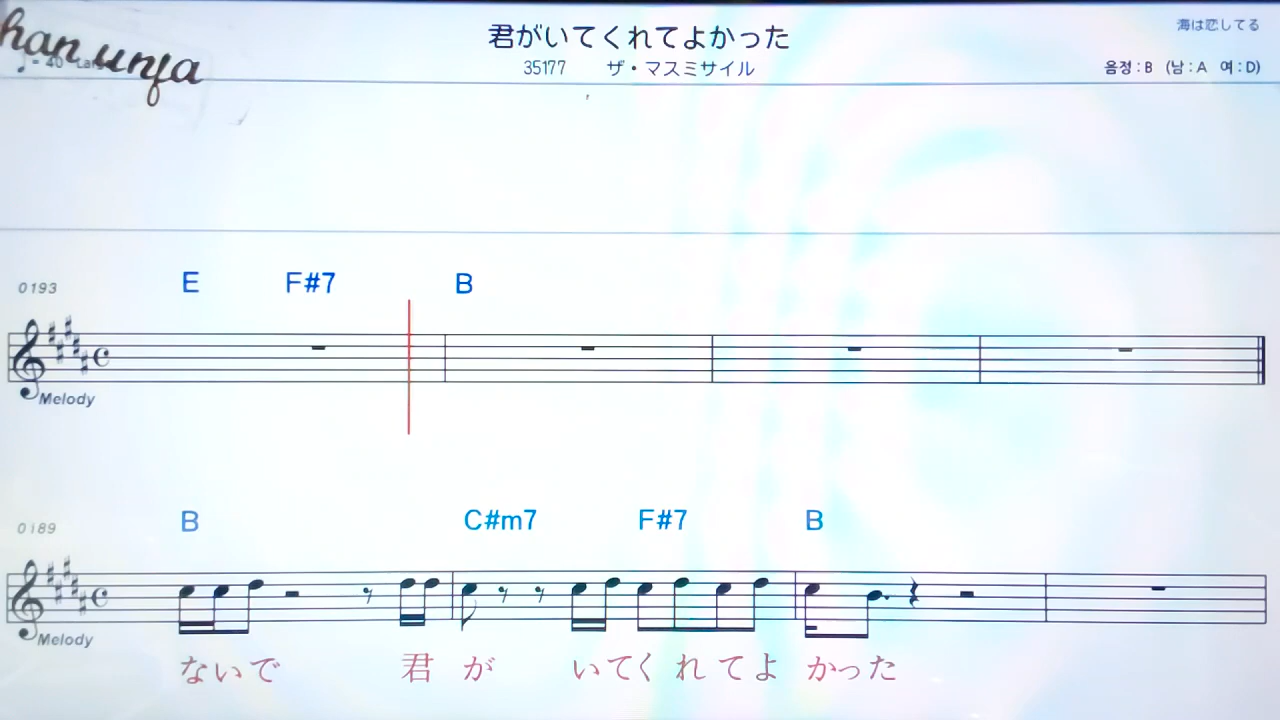 han unja
君がいてくれてよかった
海は恋してる
35177 ザ・マスミサイル
음정 : B (남 : A 여 : D)
0193
E F#7 B
Melody
0189
B C#m7 F#7 B
Melody
ないで 君 が いてく れ てよ かった